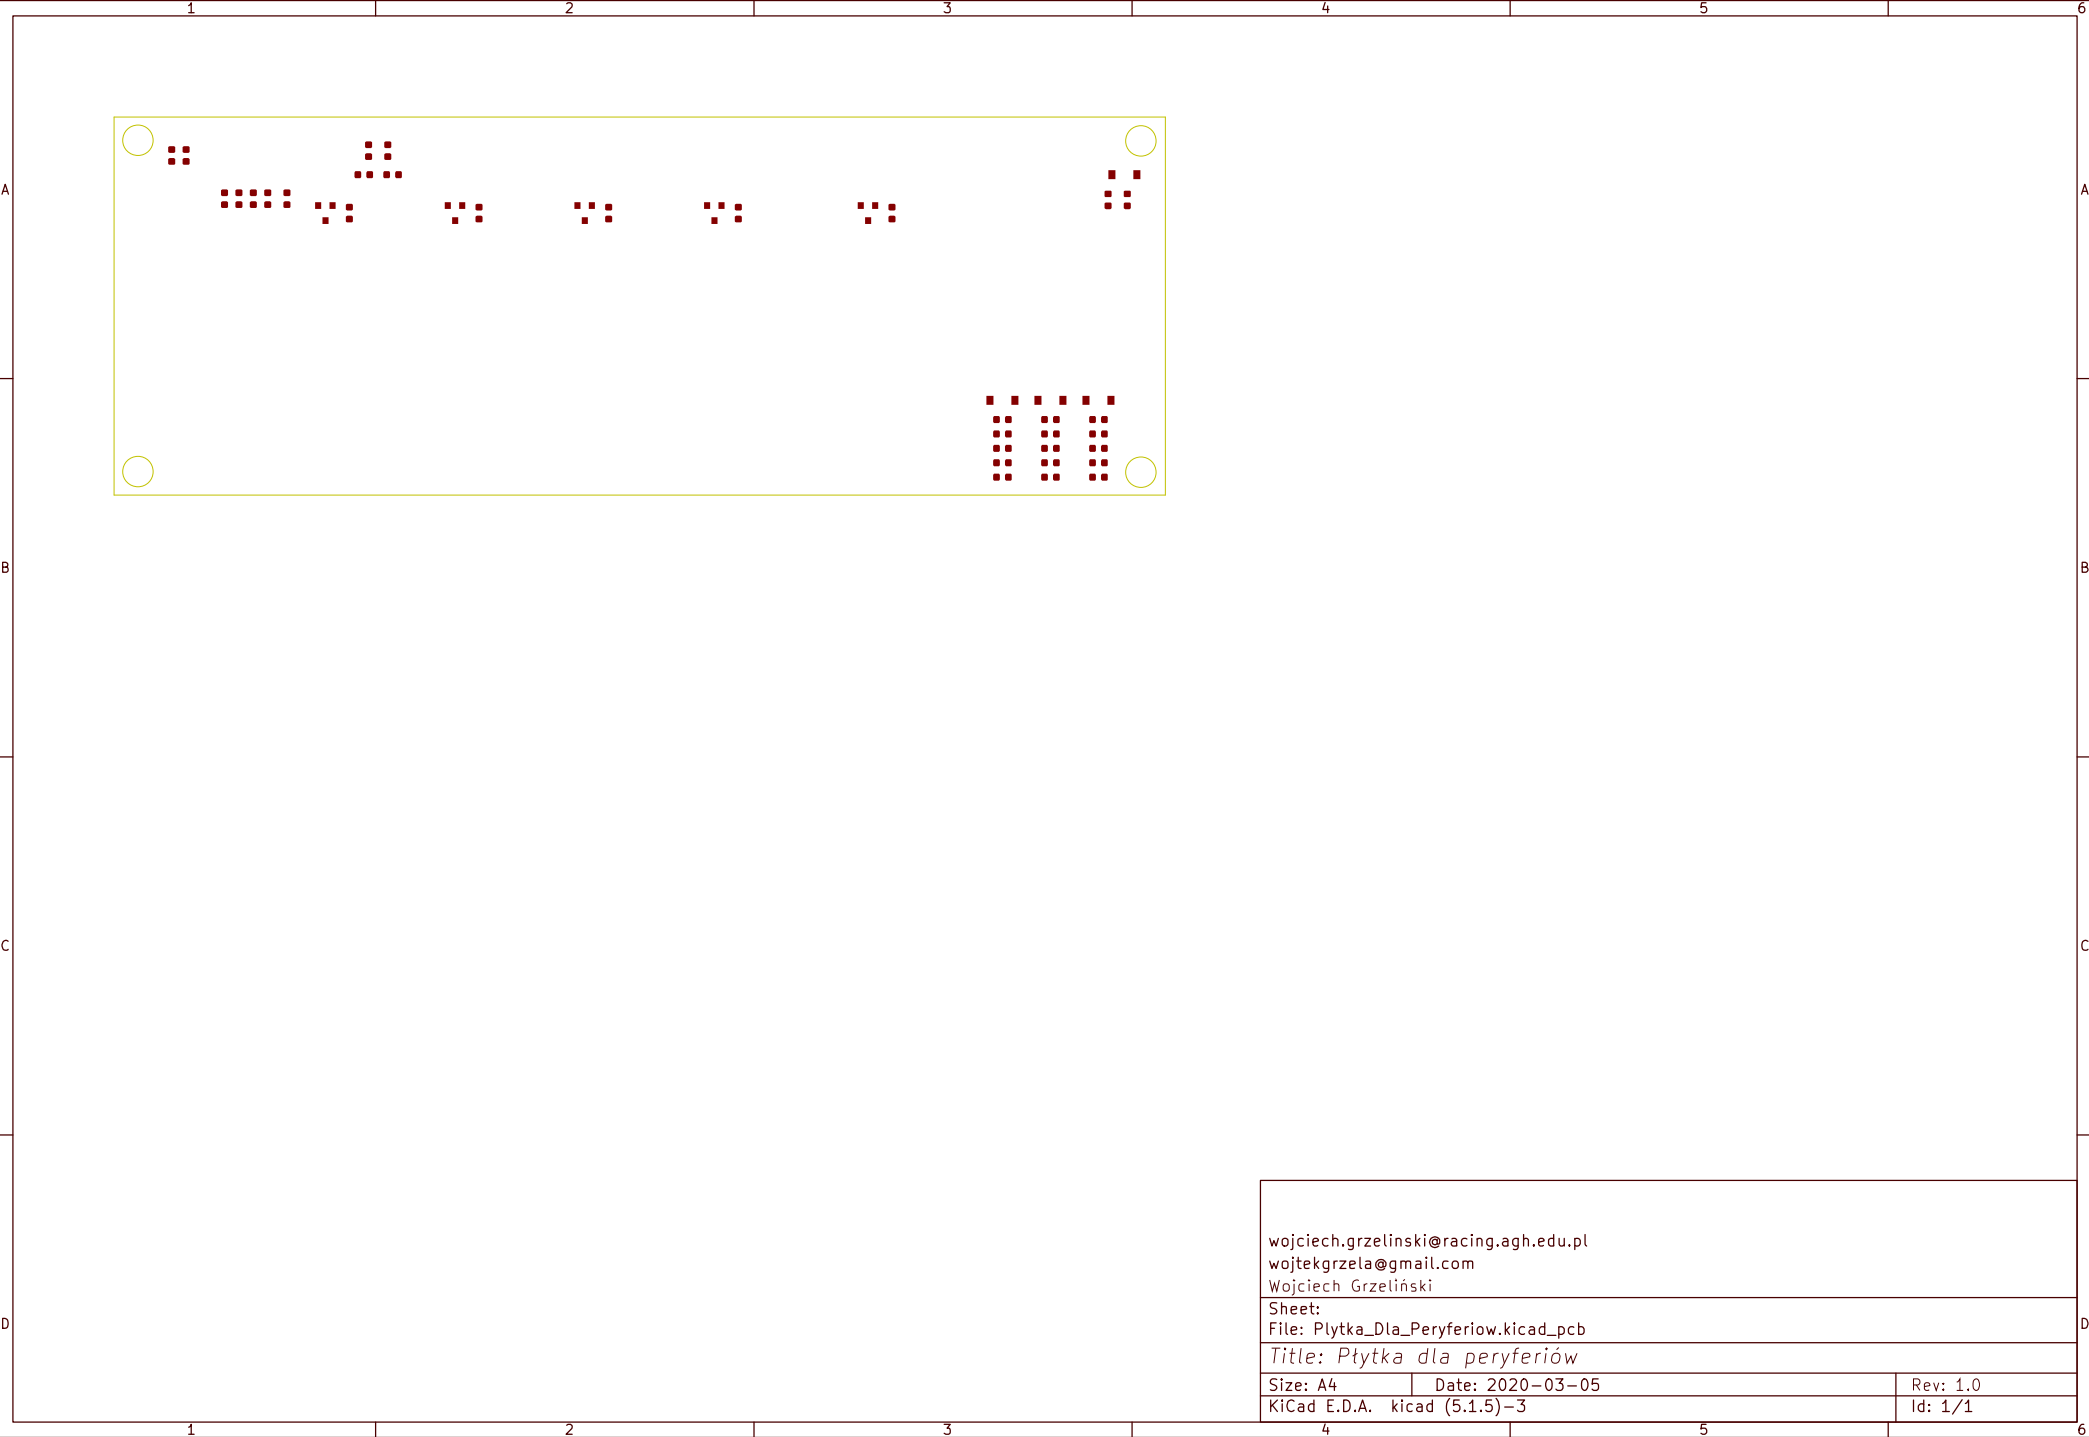 1 2 3 4 5 6
A A
B B
C C
D D
wojciech.grzelinski@racing.agh.edu.pl
wojtekgrzela@gmail.com
Wojciech Grzeliński
Sheet:
File: Plytka_Dla_Peryferiow.kicad_pcb
Title: Płytka dla peryferiów
Size: A4 Date: 2020-03-05 Rev: 1.0
KiCad E.D.A. kicad (5.1.5)-3 Id: 1/1
1 2 3 4 5 6